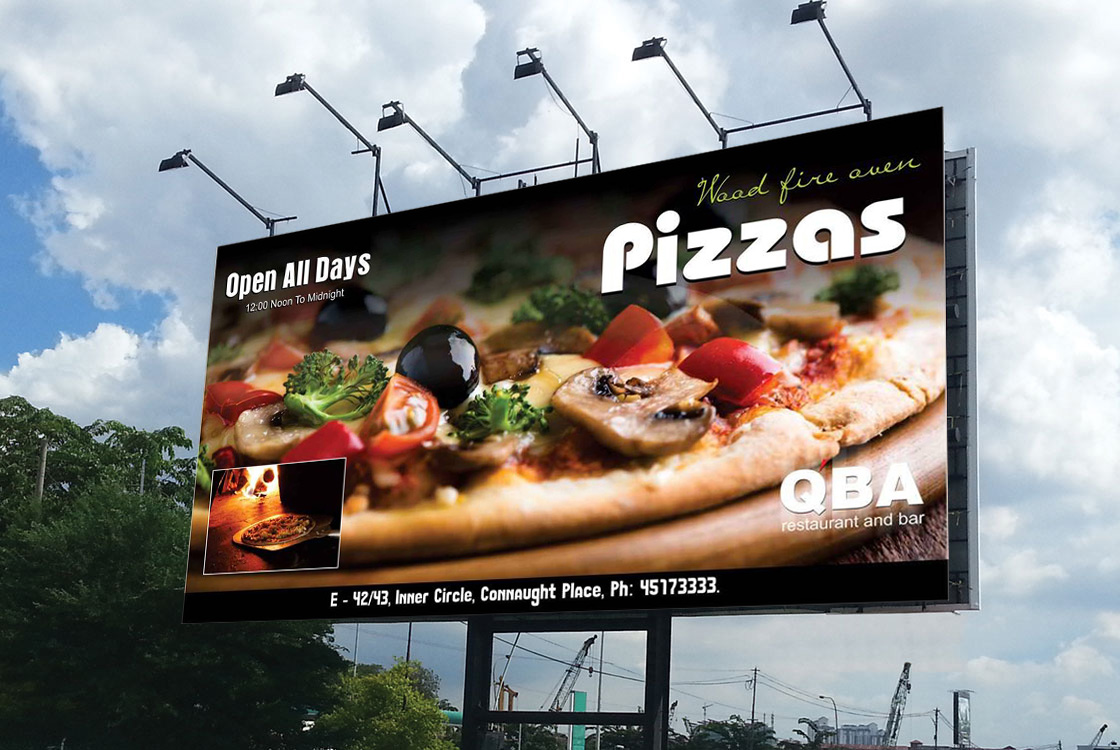 Wood fire oven
Pizzas
Open All Days
12:00 Noon To Midnight
QBA
restaurant and bar
E - 42/43, Inner Circle, Connaught Place, Ph: 45173333.